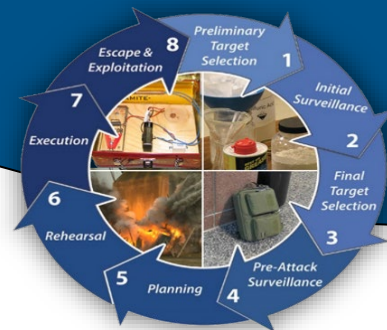 Preliminary
Target
Selection
1
Initial
Surveillance
2
Final
Target
Selection
3
Pre-Attack
Surveillance
4
Planning
5
Rehearsal
6
Execution
7
Escape &
Exploitation
8